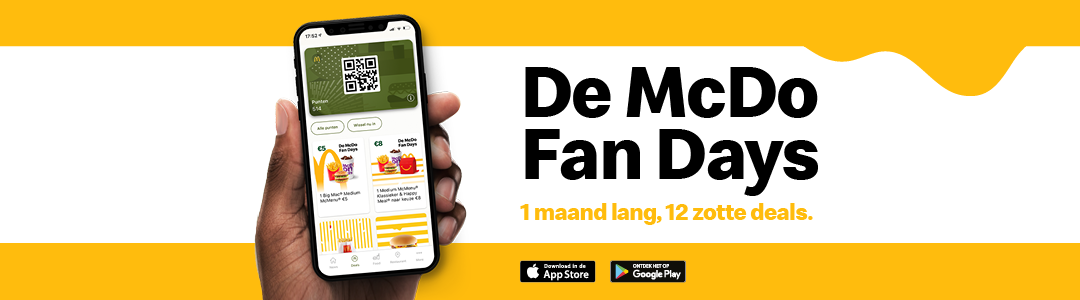 17:52
Punten
514
Alle punten
Wissel nu in
€5
De McDo
Fan Days
1 Big Mac® Medium
McMenu® €5
€8
De McDo
Fan Days
1 Medium McMenu®
Klassieker & Happy
Meal® naar keuze €8
Deals
De McDo
Fan Days
1 maand lang, 12 zotte deals.
Download in de
App Store
ONTDEK HET OP
Google Play